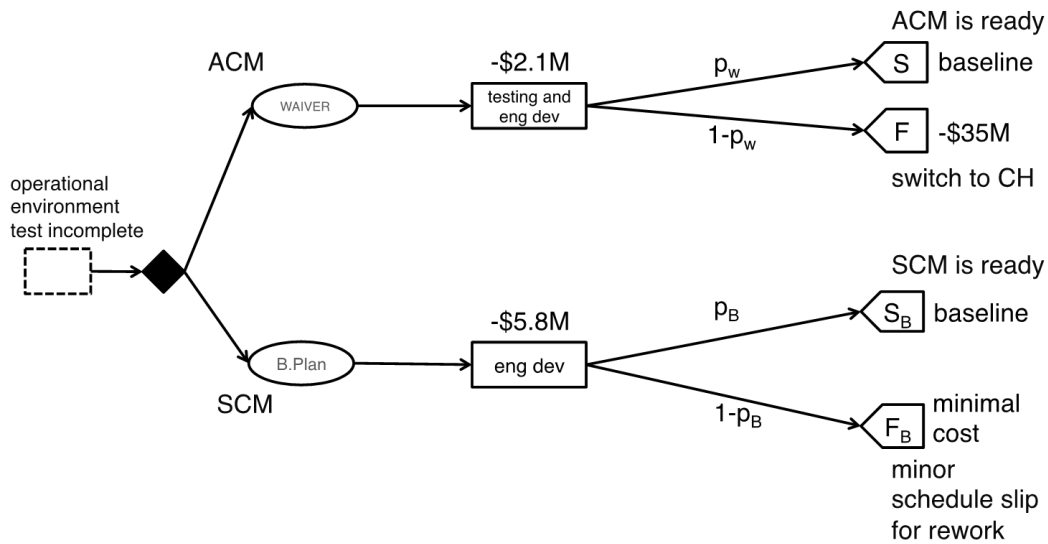 ACM
WAIVER
-$2.1M
testing and
eng dev
p_w
1-p_w
ACM is ready
S
baseline
F
-$35M
switch to CH
operational
environment
test incomplete
SCM
B.Plan
-$5.8M
eng dev
p_B
1-p_B
SCM is ready
S_B
baseline
F_B
minimal
cost
minor
schedule slip
for rework